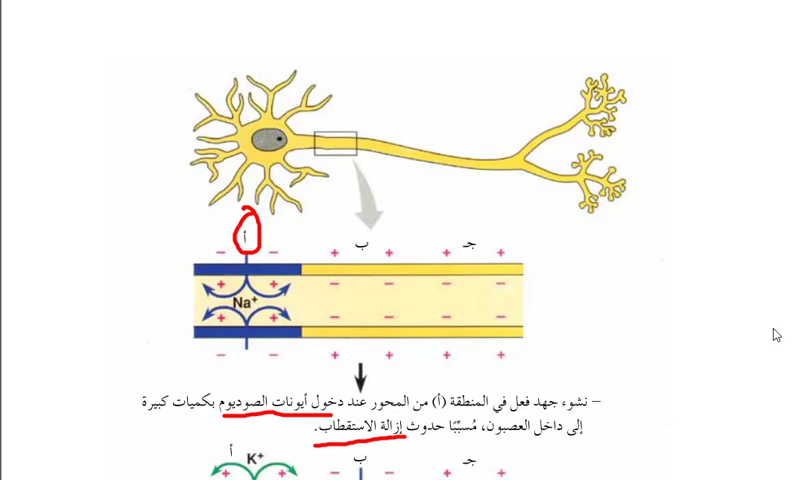 أ ب جـ
− − + + + +
+ + − − − −
Na⁺
+ + − − − −
− − + + + +
– نشوء جهد فعل في المنطقة (أ) من المحور عند دخول أيونات الصوديوم بكميات كبيرة
إلى داخل العصبون، مُسبِّبًا حدوث إزالة الاستقطاب.
أ K⁺ ب جـ
+ + − − + +